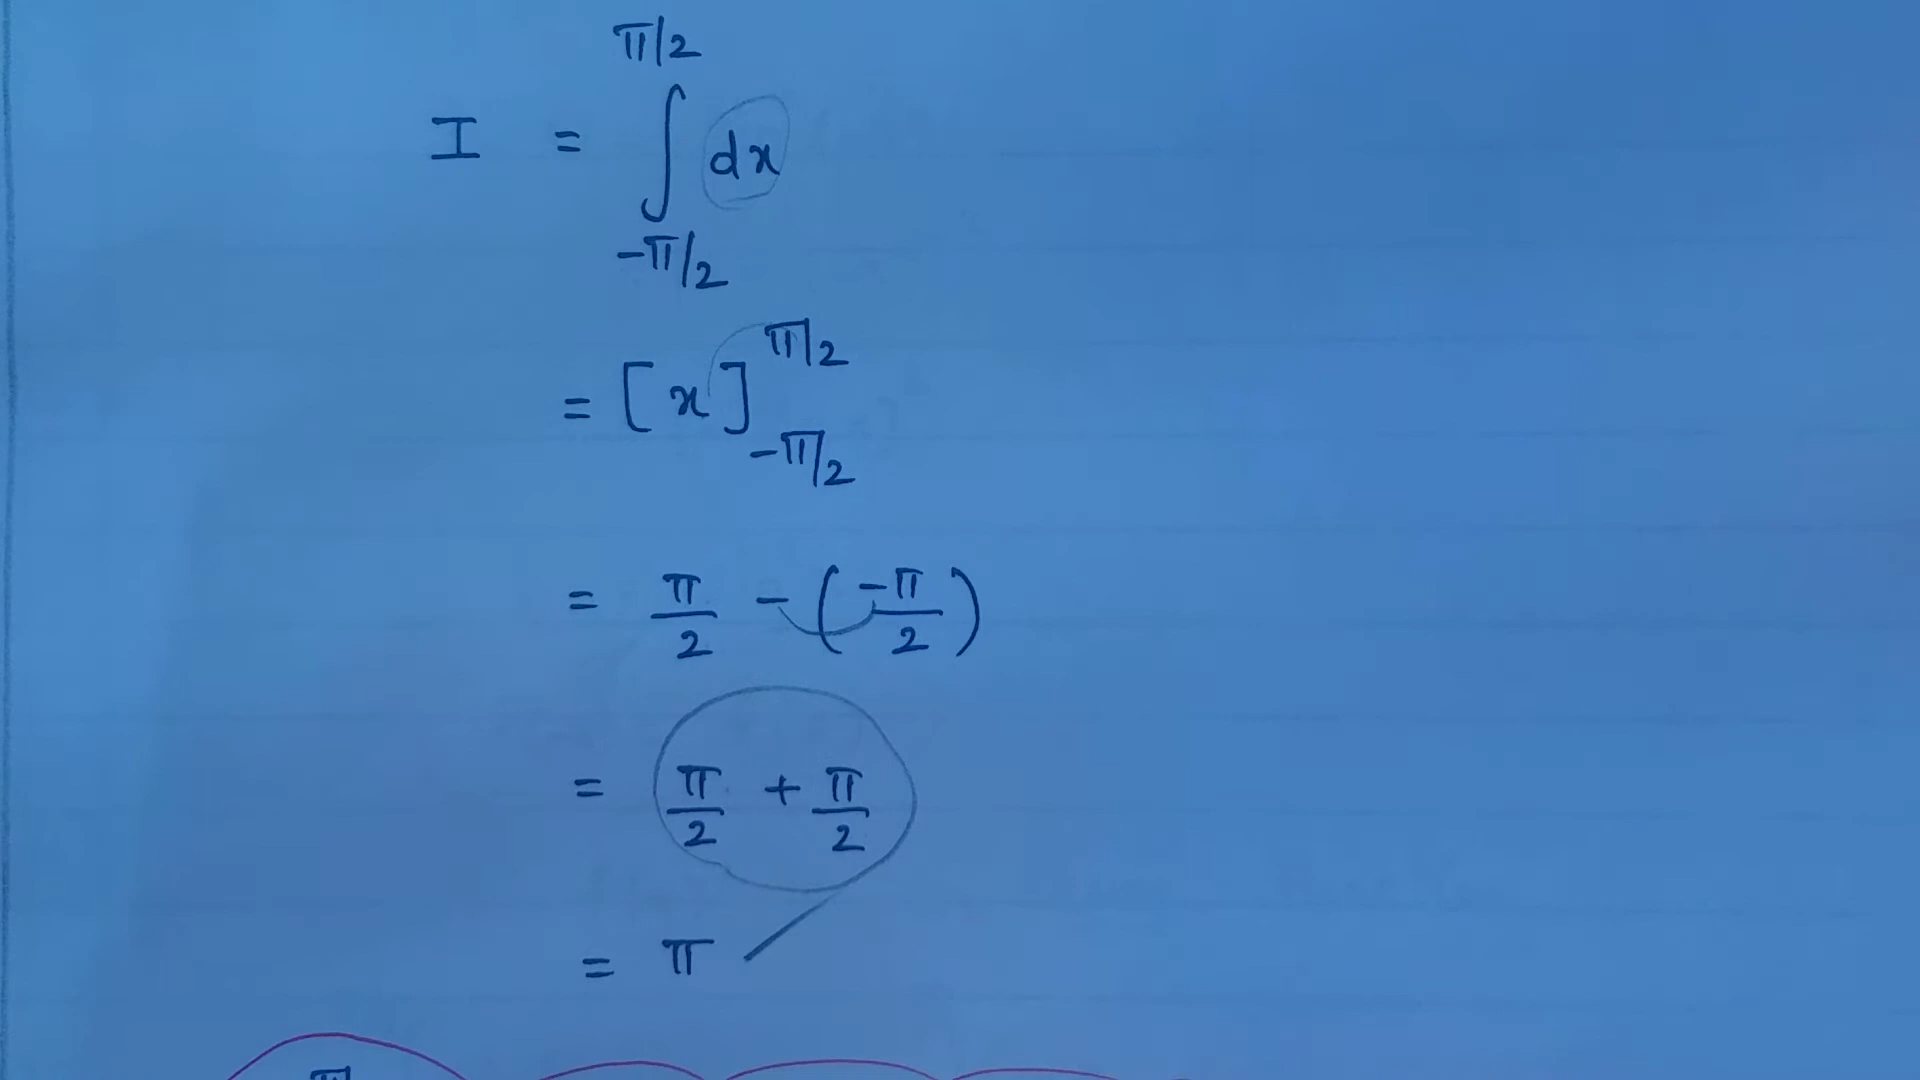 I = ∫_{-π/2}^{π/2} dx
= [x]_{-π/2}^{π/2}
= π/2 - (-π/2)
= π/2 + π/2
= π